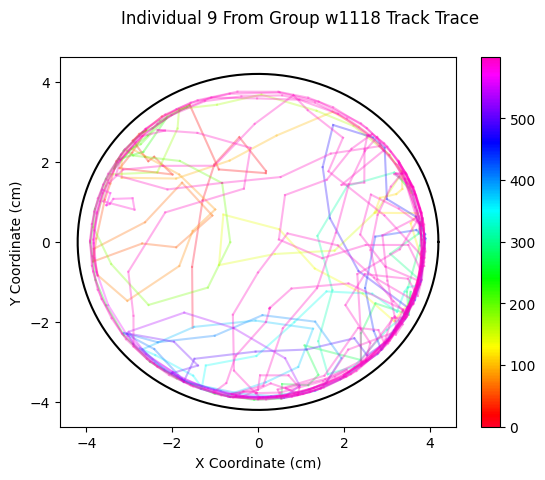 Individual 9 From Group w1118 Track Trace
4
2
0
−2
−4
Y Coordinate (cm)
−4 −2 0 2 4
X Coordinate (cm)
500
400
300
200
100
0